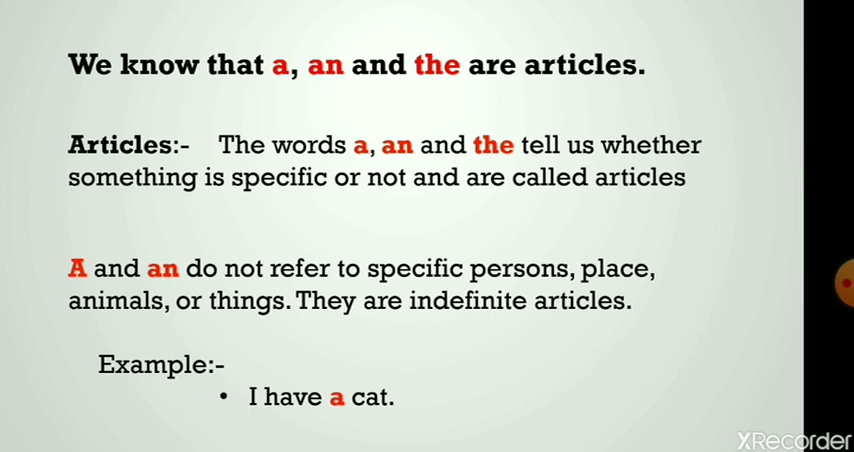 We know that a, an and the are articles.
Articles:- The words a, an and the tell us whether
something is specific or not and are called articles
A and an do not refer to specific persons, place,
animals, or things. They are indefinite articles.
Example:-
• I have a cat.
XRecorder